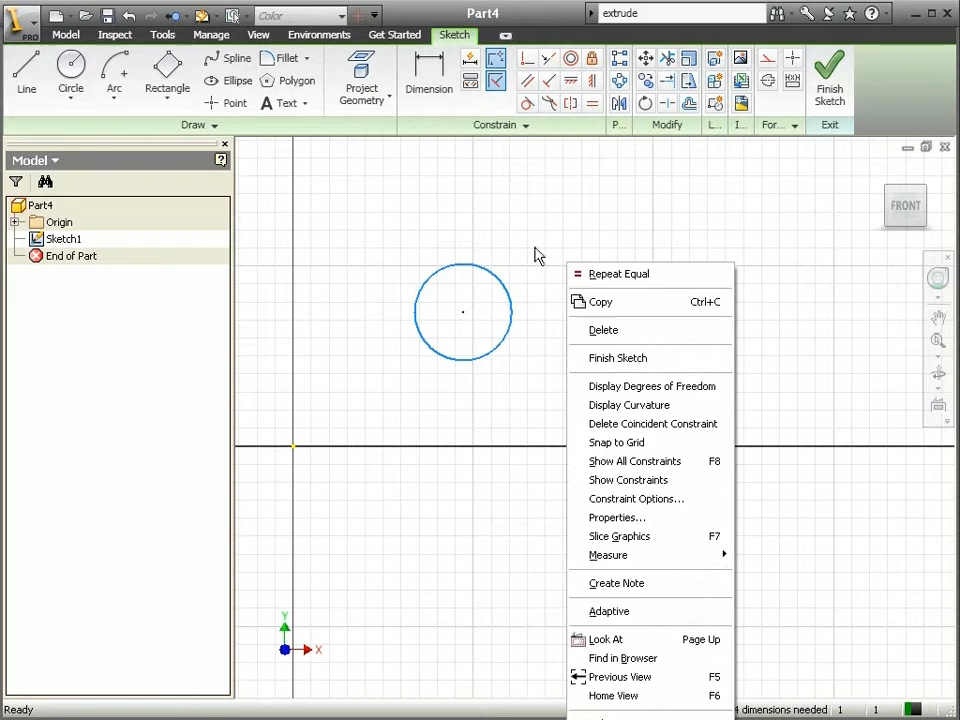 Color
Part4
extrude
PRO
Model
Inspect
Tools
Manage
View
Environments
Get Started
Sketch
Line
Circle
Arc
Rectangle
Spline
Ellipse
Point
Fillet
Polygon
Text
Project
Geometry
Dimension
Finish
Sketch
Draw
Constrain
P...
Modify
L...
I...
For...
Exit
Model
Part4
Origin
Sketch1
End of Part
FRONT
Repeat Equal
Copy Ctrl+C
Delete
Finish Sketch
Display Degrees of Freedom
Display Curvature
Delete Coincident Constraint
Snap to Grid
Show All Constraints F8
Show Constraints
Constraint Options...
Properties...
Slice Graphics F7
Measure
Create Note
Adaptive
Look At Page Up
Find in Browser
Previous View F5
Home View F6
Y
X
Ready
4 dimensions needed 1 1